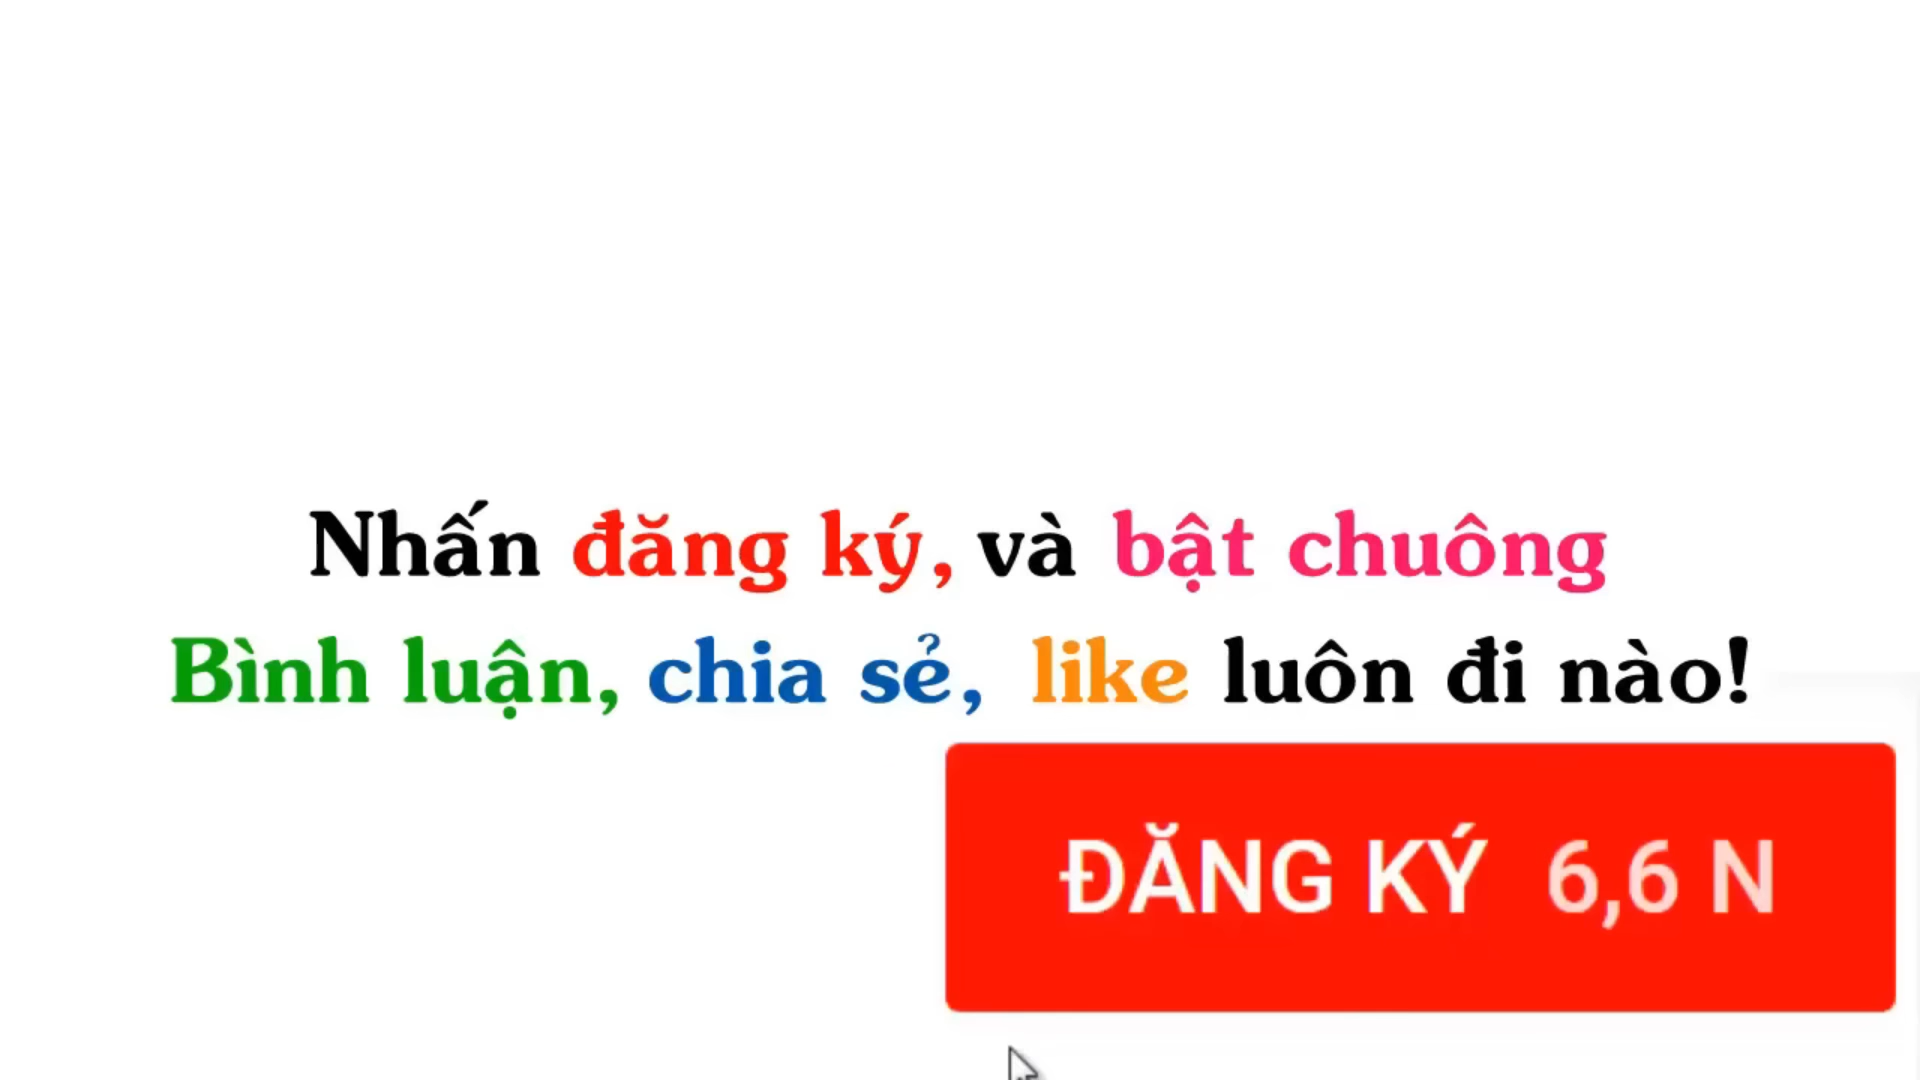 Nhấn đăng ký, và bật chuông
Bình luận, chia sẻ, like luôn đi nào!
ĐĂNG KÝ 6,6 N